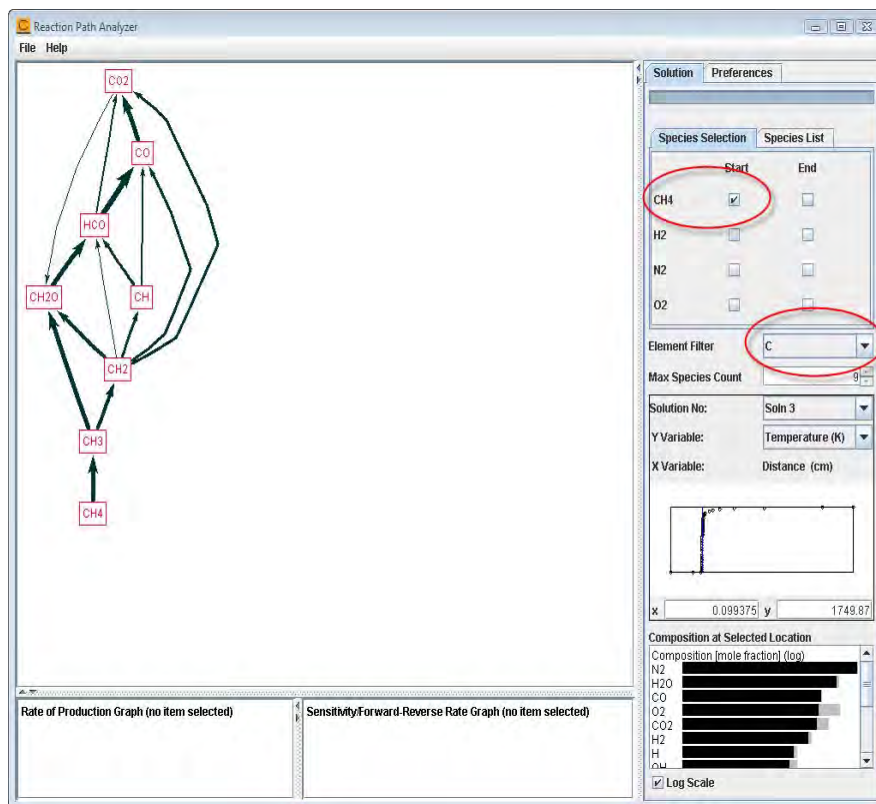 Reaction Path Analyzer
File Help
CO2
CO
HCO
CH2O
CH
CH2
CH3
CH4
Solution Preferences
Species Selection Species List
Start End
CH4
H2
N2
O2
Element Filter C
Max Species Count 9
Solution No: Soln 3
Y Variable: Temperature (K)
X Variable: Distance (cm)
x 0.099375 y 1749.87
Composition at Selected Location
Composition [mole fraction] (log)
N2
H2O
CO
O2
CO2
H2
H
OH
Log Scale
Rate of Production Graph (no item selected)
Sensitivity/Forward-Reverse Rate Graph (no item selected)